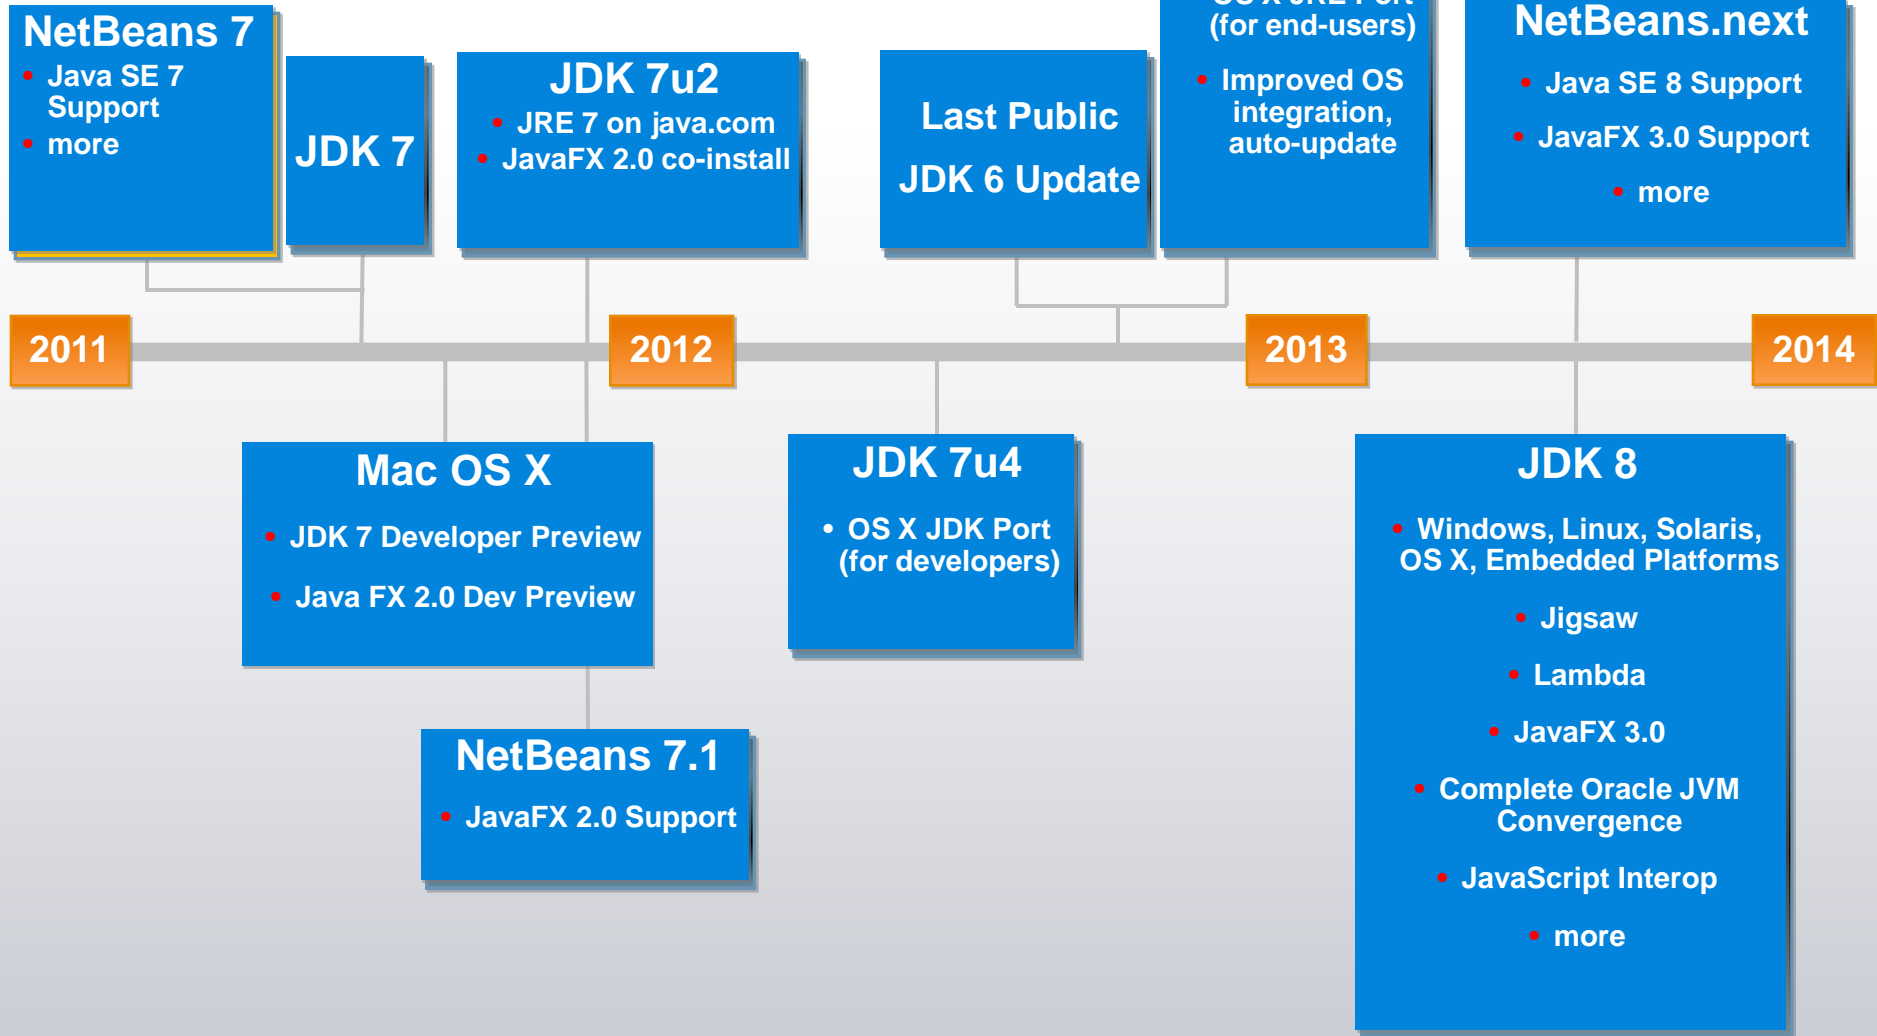 NetBeans 7
• Java SE 7
Support
• more
JDK 7
JDK 7u2
• JRE 7 on java.com
• JavaFX 2.0 co-install
Last Public
JDK 6 Update
OS X JRE Port
(for end-users)
• Improved OS
integration,
auto-update
NetBeans.next
• Java SE 8 Support
• JavaFX 3.0 Support
• more
2011
2012
2013
2014
Mac OS X
• JDK 7 Developer Preview
• Java FX 2.0 Dev Preview
NetBeans 7.1
• JavaFX 2.0 Support
JDK 7u4
• OS X JDK Port
(for developers)
JDK 8
• Windows, Linux, Solaris,
OS X, Embedded Platforms
• Jigsaw
• Lambda
• JavaFX 3.0
• Complete Oracle JVM
Convergence
• JavaScript Interop
• more